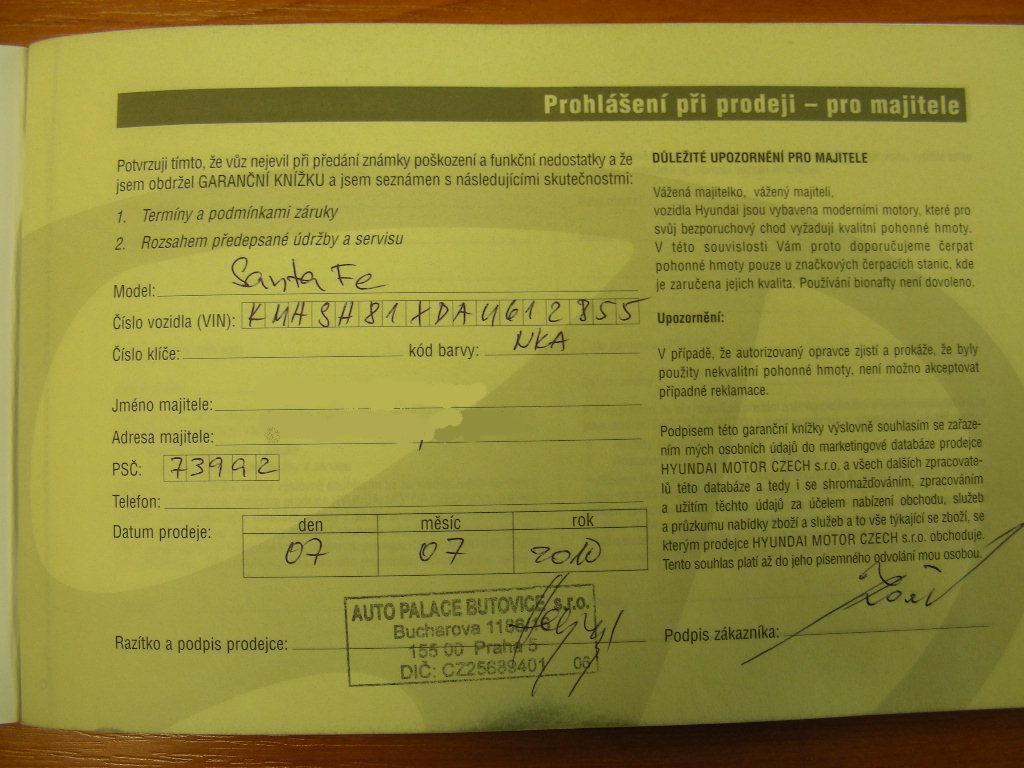 Prohlášení při prodeji – pro majitele
Potvrzuji tímto, že vůz nejevil při předání známky poškození a funkční nedostatky a že
jsem obdržel GARANČNÍ KNÍŽKU a jsem seznámen s následujícími skutečnostmi:
1. Termíny a podmínkami záruky
2. Rozsahem předepsané údržby a servisu
Model: Santa Fe
Číslo vozidla (VIN): KMHSH81XDAU612855
Číslo klíče: kód barvy: NKA
Jméno majitele:
Adresa majitele:
PSČ: 73992
Telefon:
Datum prodeje: den měsíc rok
07 07 2010
Razítko a podpis prodejce:
AUTO PALACE BUTOVICE s.r.o.
Bucharova
155 00 Praha 5
DIČ: CZ25689401 06
DŮLEŽITÉ UPOZORNĚNÍ PRO MAJITELE
Vážená majitelko, vážený majiteli,
vozidla Hyundai jsou vybavena moderními motory, které pro
svůj bezporuchový chod vyžadují kvalitní pohonné hmoty.
V této souvislosti Vám proto doporučujeme čerpat
pohonné hmoty pouze u značkových čerpacích stanic, kde
je zaručena jejich kvalita. Používání bionafty není dovoleno.
Upozornění:
V případě, že autorizovaný opravce zjistí a prokáže, že byly
použity nekvalitní pohonné hmoty, není možno akceptovat
případné reklamace.
Podpisem této garanční knížky výslovně souhlasím se zařaze-
ním mých osobních údajů do marketingové databáze prodejce
HYUNDAI MOTOR CZECH s.r.o. a všech dalších zpracovate-
lů této databáze a tedy i se shromažďováním, zpracováním
a užitím těchto údajů za účelem nabízení obchodu, služeb
a průzkumu nabídky zboží a služeb a to vše týkající se zboží, se
kterým prodejce HYUNDAI MOTOR CZECH s.r.o. obchoduje.
Tento souhlas platí až do jeho písemného odvolání mou osobou.
Podpis zákazníka: